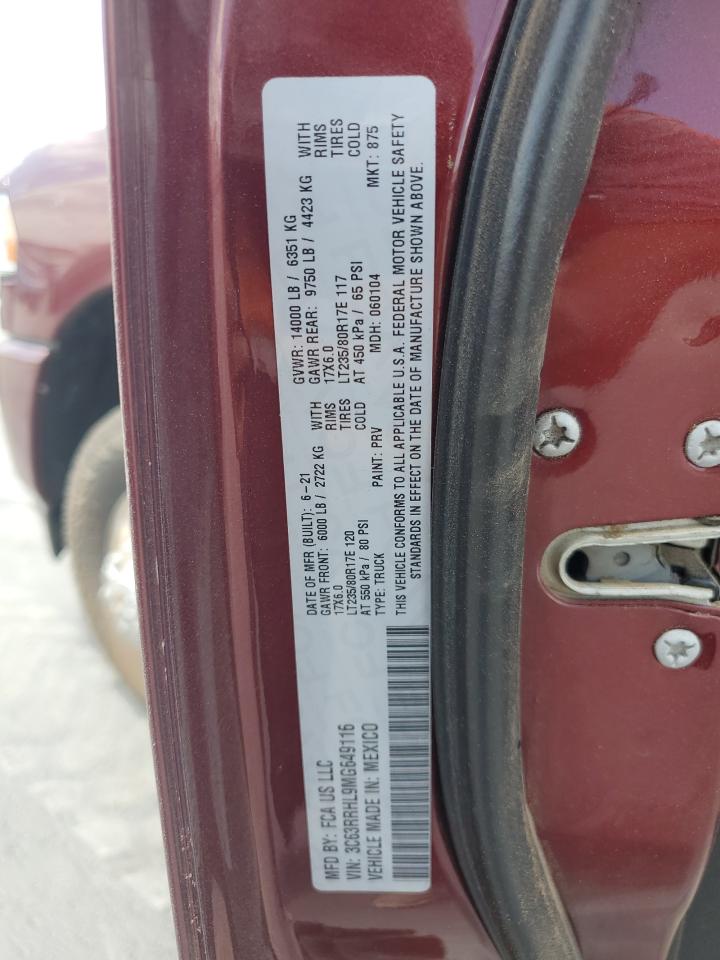 MFD BY: FCA US LLC
VIN: 3C63RRHL9MG649116
VEHICLE MADE IN: MEXICO
DATE OF MFR (BUILT): 6-21 GVWR: 14000 LB / 6351 KG
GAWR FRONT: 6000 LB / 2722 KG WITH GAWR REAR: 9750 LB / 4423 KG WITH
17X6.0 RIMS 17X6.0 RIMS
LT235/80R17E 120 TIRES LT235/80R17E 117 TIRES
AT 550 kPa / 80 PSI COLD AT 450 kPa / 65 PSI COLD
TYPE: TRUCK PAINT: PRV MDH: 060104 MKT: 875
THIS VEHICLE CONFORMS TO ALL APPLICABLE U.S.A. FEDERAL MOTOR VEHICLE SAFETY
STANDARDS IN EFFECT ON THE DATE OF MANUFACTURE SHOWN ABOVE.